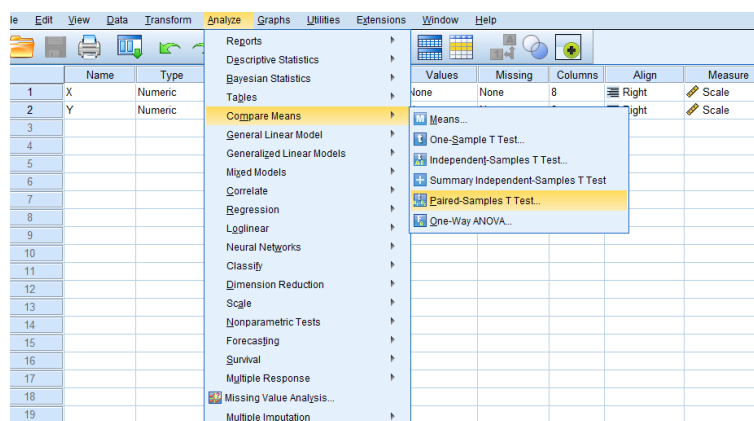 le Edit View Data Transform Analyze Graphs Utilities Extensions Window Help
Name Type Values Missing Columns Align Measure
1 X Numeric None None 8 Right Scale
2 Y Numeric Right Scale
3
4
5
6
7
8
9
10
11
12
13
14
15
16
17
18
19
Reports
Descriptive Statistics
Bayesian Statistics
Tables
Compare Means
General Linear Model
Generalized Linear Models
Mixed Models
Correlate
Regression
Loglinear
Neural Networks
Classify
Dimension Reduction
Scale
Nonparametric Tests
Forecasting
Survival
Multiple Response
Missing Value Analysis...
Multiple Imputation
Means...
One-Sample T Test...
Independent-Samples T Test...
Summary Independent-Samples T Test
Paired-Samples T Test...
One-Way ANOVA...